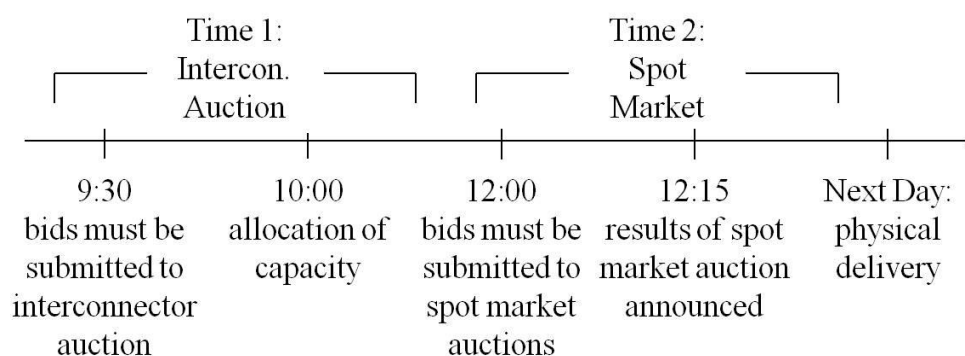 Time 1:
Intercon.
Auction
Time 2:
Spot
Market
9:30
bids must be
submitted to
interconnector
auction
10:00
allocation of
capacity
12:00
bids must be
submitted to
spot market
auctions
12:15
results of spot
market auction
announced
Next Day:
physical
delivery